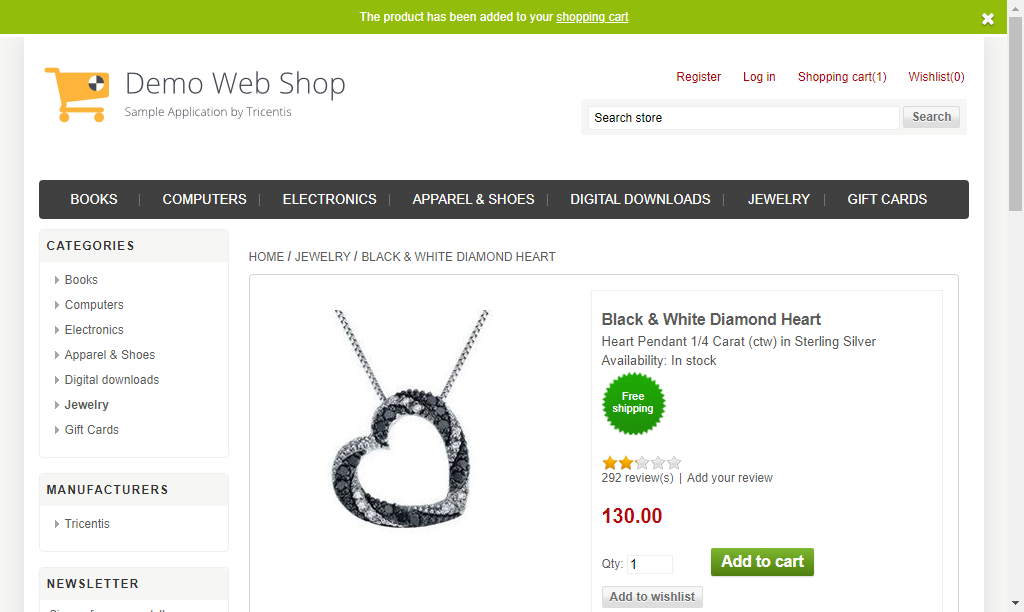 The product has been added to your shopping cart
Demo Web Shop
Sample Application by Tricentis
Register
Log in
Shopping cart(1)
Wishlist(0)
Search store
Search
BOOKS
COMPUTERS
ELECTRONICS
APPAREL & SHOES
DIGITAL DOWNLOADS
JEWELRY
GIFT CARDS
CATEGORIES
Books
Computers
Electronics
Apparel & Shoes
Digital downloads
Jewelry
Gift Cards
MANUFACTURERS
Tricentis
NEWSLETTER
HOME / JEWELRY / BLACK & WHITE DIAMOND HEART
Black & White Diamond Heart
Heart Pendant 1/4 Carat (ctw) in Sterling Silver
Availability: In stock
Free
shipping
292 review(s) | Add your review
130.00
Qty: 1
Add to cart
Add to wishlist